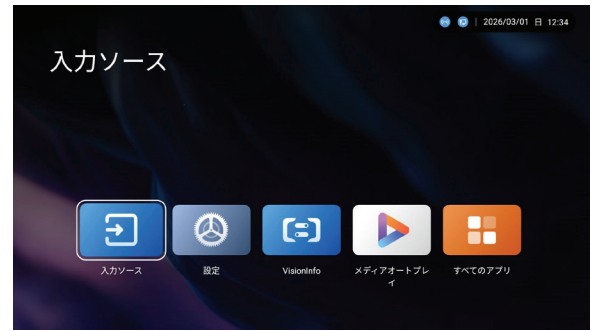 2026/03/01 日 12:34
入力ソース
入力ソース
設定
VisionInfo
メディアオートプレ
イ
すべてのアプリ